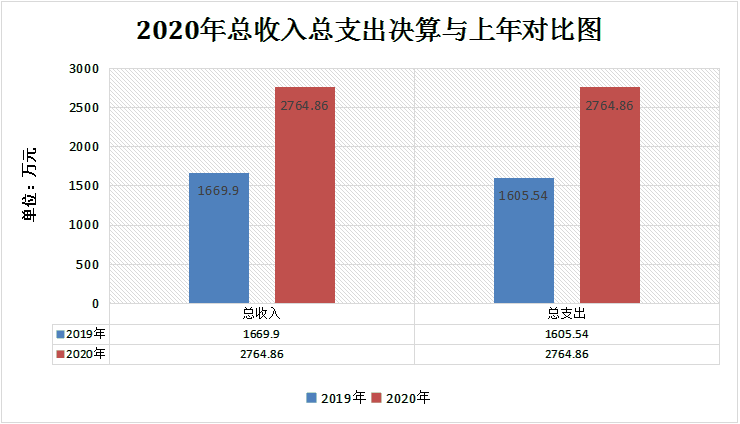 2020年总收入总支出决算与上年对比图
单位：万元
3000
2500
2000
1500
1000
500
0
1669.9
2764.86
1605.54
2764.86
总收入 总支出
2019年 1669.9 1605.54
2020年 2764.86 2764.86
2019年 2020年